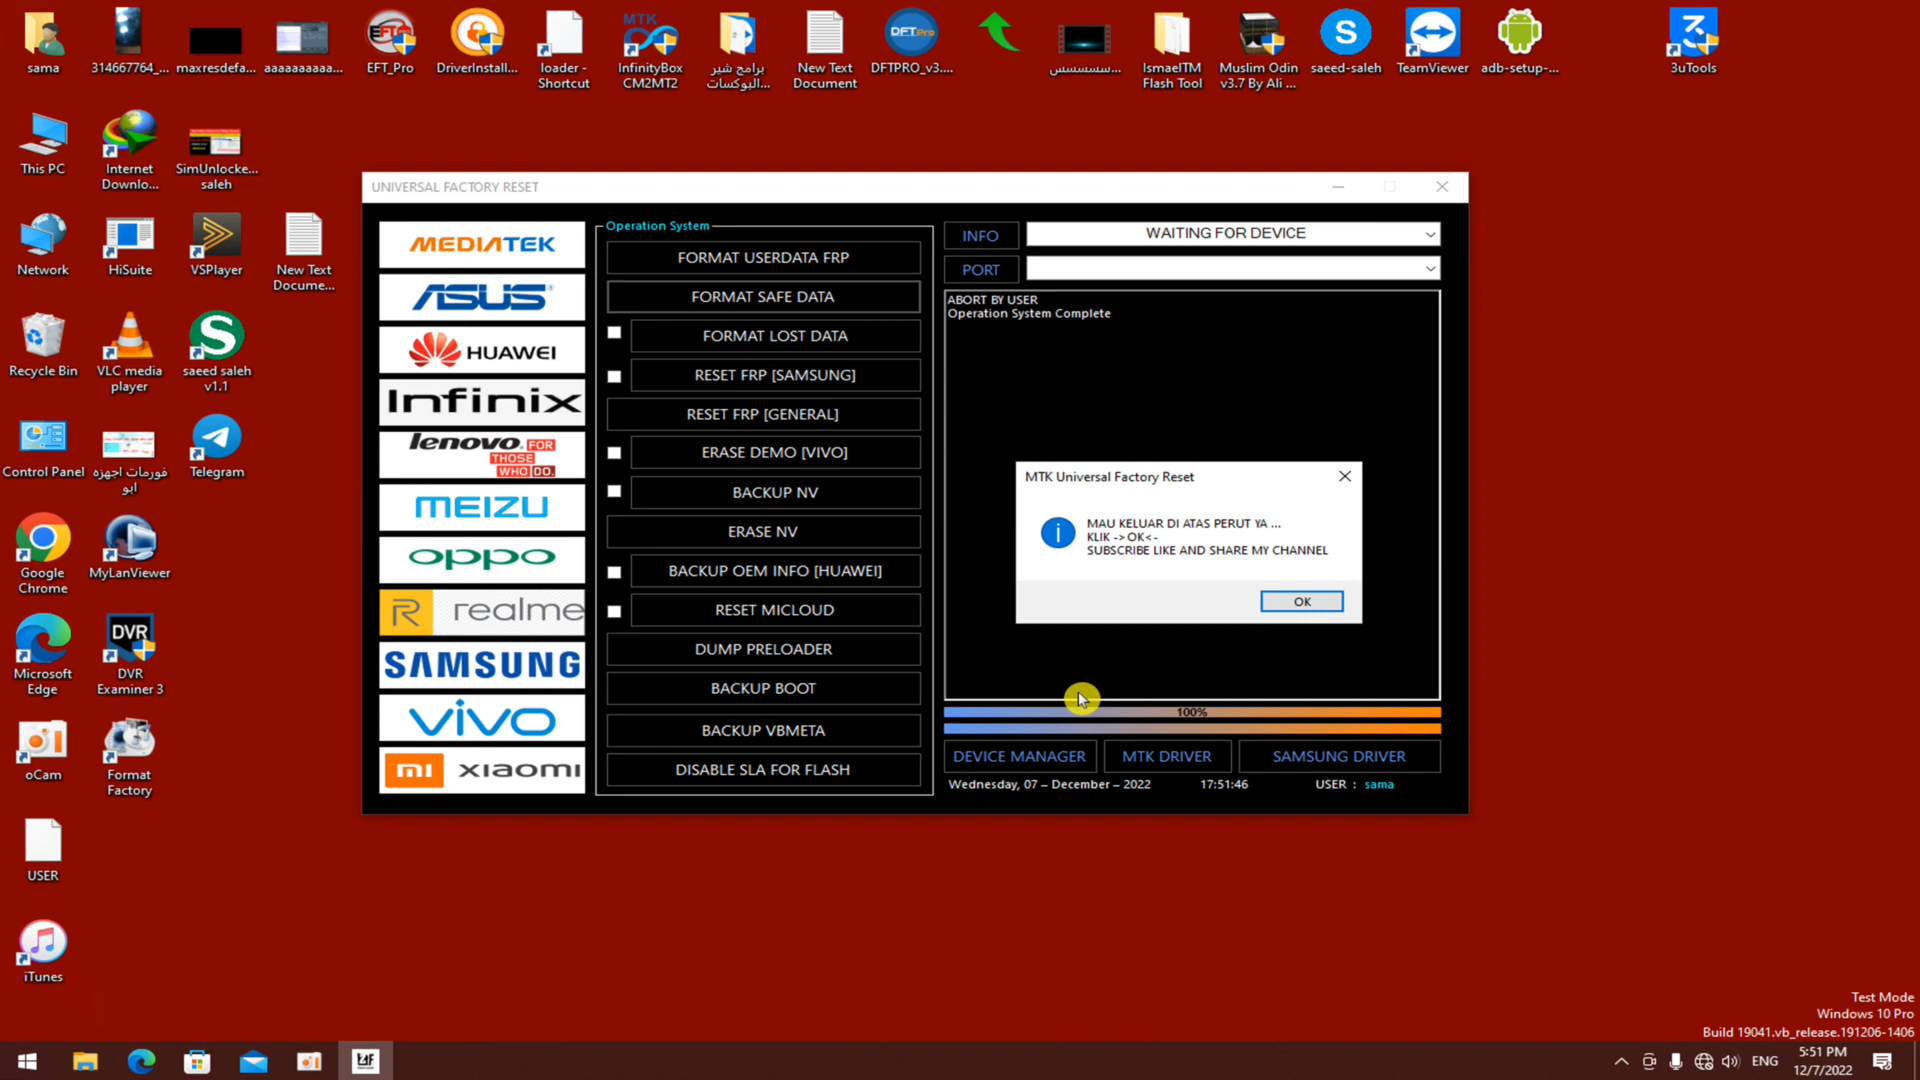 sama
314667764_...
maxresdefa...
aaaaaaaaaa...
EFT_Pro
DriverInstall...
loader -
Shortcut
MTK
InfinityBox
CM2MT2
برامج شير
البوكسات...
New Text
Document
DFTPro
DFTPRO_v3....
سسسسسس...
IsmaelTM
Flash Tool
Muslim Odin
v3.7 By Ali ...
saeed-saleh
TeamViewer
adb-setup-...
3uTools
This PC
Internet
Downlo...
SimUnlocke...
saleh
Network
HiSuite
VSPlayer
New Text
Docume...
Recycle Bin
VLC media
player
saeed saleh
v1.1
Control Panel
فورمات اجهزه
ابو
Telegram
Google
Chrome
MyLanViewer
Microsoft
Edge
DVR
DVR
Examiner 3
oCam
Format
Factory
USER
iTunes
UNIVERSAL FACTORY RESET
MEDIATEK
ASUS
HUAWEI
Infinix
lenovo. FOR
THOSE
WHO DO.
MEIZU
oppo
R realme
SAMSUNG
vivo
mi xiaomi
Operation System
FORMAT USERDATA FRP
FORMAT SAFE DATA
FORMAT LOST DATA
RESET FRP [SAMSUNG]
RESET FRP [GENERAL]
ERASE DEMO [VIVO]
BACKUP NV
ERASE NV
BACKUP OEM INFO [HUAWEI]
RESET MICLOUD
DUMP PRELOADER
BACKUP BOOT
BACKUP VBMETA
DISABLE SLA FOR FLASH
INFO
WAITING FOR DEVICE
PORT
ABORT BY USER
Operation System Complete
MTK Universal Factory Reset
MAU KELUAR DI ATAS PERUT YA ...
KLIK ->OK<-
SUBSCRIBE LIKE AND SHARE MY CHANNEL
OK
100%
DEVICE MANAGER
MTK DRIVER
SAMSUNG DRIVER
Wednesday, 07 – December – 2022
17:51:46
USER : sama
Test Mode
Windows 10 Pro
Build 19041.vb_release.191206-1406
ENG
5:51 PM
12/7/2022